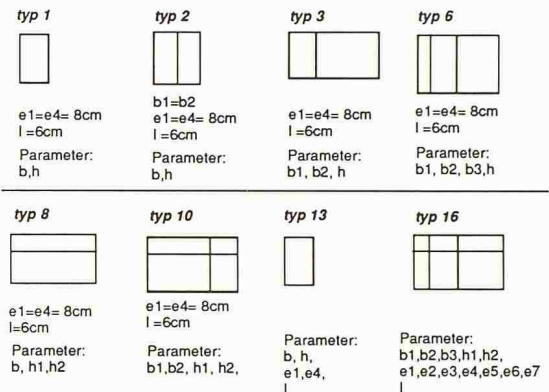 typ 1
e1=e4= 8cm
l =6cm
Parameter:
b,h
typ 2
b1=b2
e1=e4= 8cm
l =6cm
Parameter:
b,h
typ 3
e1=e4= 8cm
l =6cm
Parameter:
b1, b2, h
typ 6
e1=e4= 8cm
l =6cm
Parameter:
b1, b2, b3,h
typ 8
e1=e4= 8cm
l=6cm
Parameter:
b, h1,h2
typ 10
e1=e4= 8cm
l =6cm
Parameter:
b1,b2, h1, h2,
typ 13
Parameter:
b, h,
e1,e4,
l
typ 16
Parameter:
b1,b2,b3,h1,h2,
e1,e2,e3,e4,e5,e6,e7
l